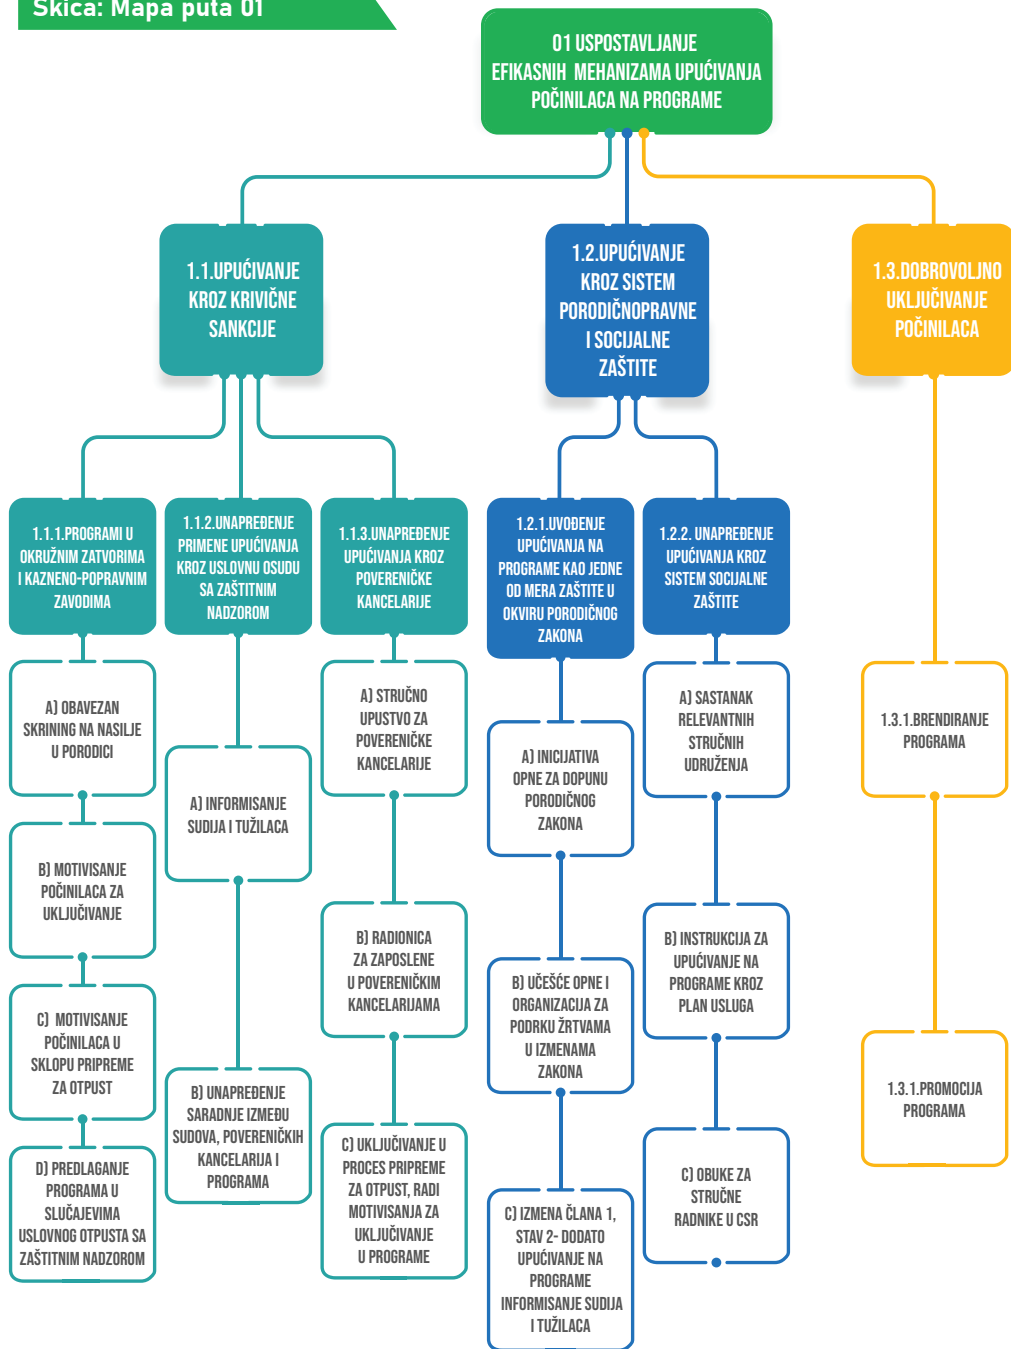 Skica: Mapa puta 01
01 USPOSTAVLJANJE
EFIKASNIH MEHANIZAMA UPUĆIVANJA
POČINILACA NA PROGRAME
1.1.UPUĆIVANJE
KROZ KRIVIČNE
SANKCIJE
1.2.UPUĆIVANJE
KROZ SISTEM
PORODIČNOPRAVNE
I SOCIJALNE
ZAŠTITE
1.3.DOBROVOLJNO
UKLJUČIVANJE
POČINILACA
1.1.1.PROGRAMI U
OKRUŽNIM ZATVORIMA
I KAZNENO-POPRAVNIM
ZAVODIMA
1.1.2.UNAPREĐENJE
PRIMENE UPUĆIVANJA
KROZ USLOVNU OSUDU
SA ZAŠTITNIM
NADZOROM
1.1.3.UNAPREĐENJE
UPUĆIVANJA KROZ
POVERENIČKE
KANCELARIJE
1.2.1.UVOĐENJE
UPUĆIVANJA NA
PROGRAME KAO JEDNE
OD MERA ZAŠTITE U
OKVIRU PORODIČNOG
ZAKONA
1.2.2. UNAPREĐENJE
UPUĆIVANJA KROZ
SISTEM SOCIJALNE
ZAŠTITE
A) OBAVEZAN
SKRINING NA NASILJE
U PORODICI
B) MOTIVISANJE
POČINILACA ZA
UKLJUČIVANJE
C) MOTIVISANJE
POČINILACA U
SKLOPU PRIPREME
ZA OTPUST
D) PREDLAGANJE
PROGRAMA U
SLUČAJEVIMA
USLOVNOG OTPUSTA SA
ZAŠTITNIM NADZOROM
A) INFORMISANJE
SUDIJA I TUŽILACA
B) UNAPREĐENJE
SARADNJE IZMEĐU
SUDOVA, POVERENIČKIH
KANCELARIJA I
PROGRAMA
A) STRUČNO
UPUSTVO ZA
POVERENIČKE
KANCELARIJE
B) RADIONICA
ZA ZAPOSLENE
U POVERENIČKIM
KANCELARIJAMA
C) UKLJUČIVANJE U
PROCES PRIPREME
ZA OTPUST, RADI
MOTIVISANJA ZA
UKLJUČIVANJE
U PROGRAME
A) INICIJATIVA
OPNE ZA DOPUNU
PORODIČNOG
ZAKONA
B) UČEŠĆE OPNE I
ORGANIZACIJA ZA
PODRKU ŽRTVAMA
U IZMENAMA
ZAKONA
C) IZMENA ČLANA 1,
STAV 2- DODATO
UPUĆIVANJE NA
PROGRAME
INFORMISANJE SUDIJA
I TUŽILACA
A) SASTANAK
RELEVANTNIH
STRUČNIH
UDRUŽENJA
B) INSTRUKCIJA ZA
UPUĆIVANJE NA
PROGRAME KROZ
PLAN USLUGA
C) OBUKE ZA
STRUČNE
RADNIKE U CSR
1.3.1.BRENDIRANJE
PROGRAMA
1.3.1.PROMOCIJA
PROGRAMA